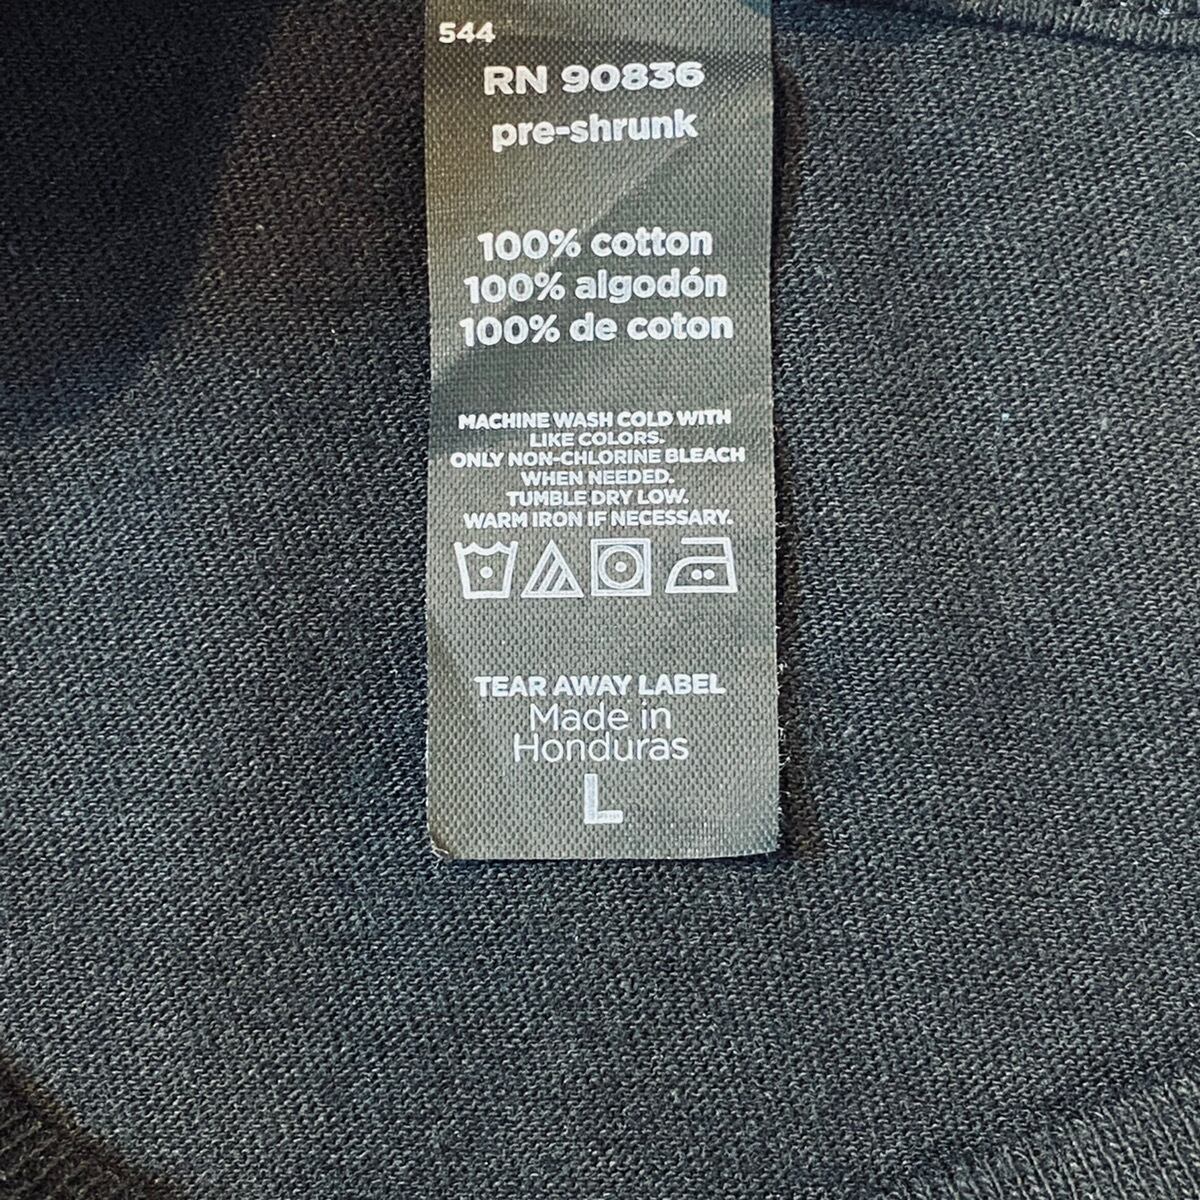 544
RN 90836
pre-shrunk
100% cotton
100% algodón
100% de coton
MACHINE WASH COLD WITH
LIKE COLORS.
ONLY NON-CHLORINE BLEACH
WHEN NEEDED.
TUMBLE DRY LOW.
WARM IRON IF NECESSARY.
TEAR AWAY LABEL
Made in
Honduras
L